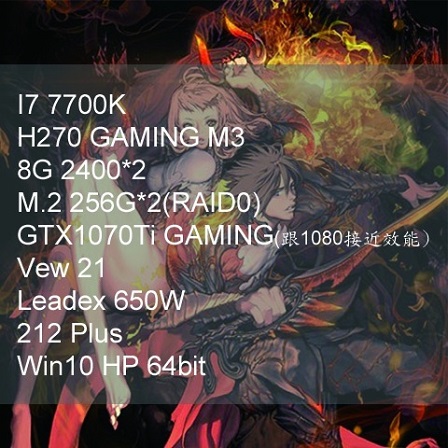 I7 7700K
H270 GAMING M3
8G 2400*2
M.2 256G*2(RAID0)
GTX1070Ti GAMING(跟1080接近效能)
Vew 21
Leadex 650W
212 Plus
Win10 HP 64bit